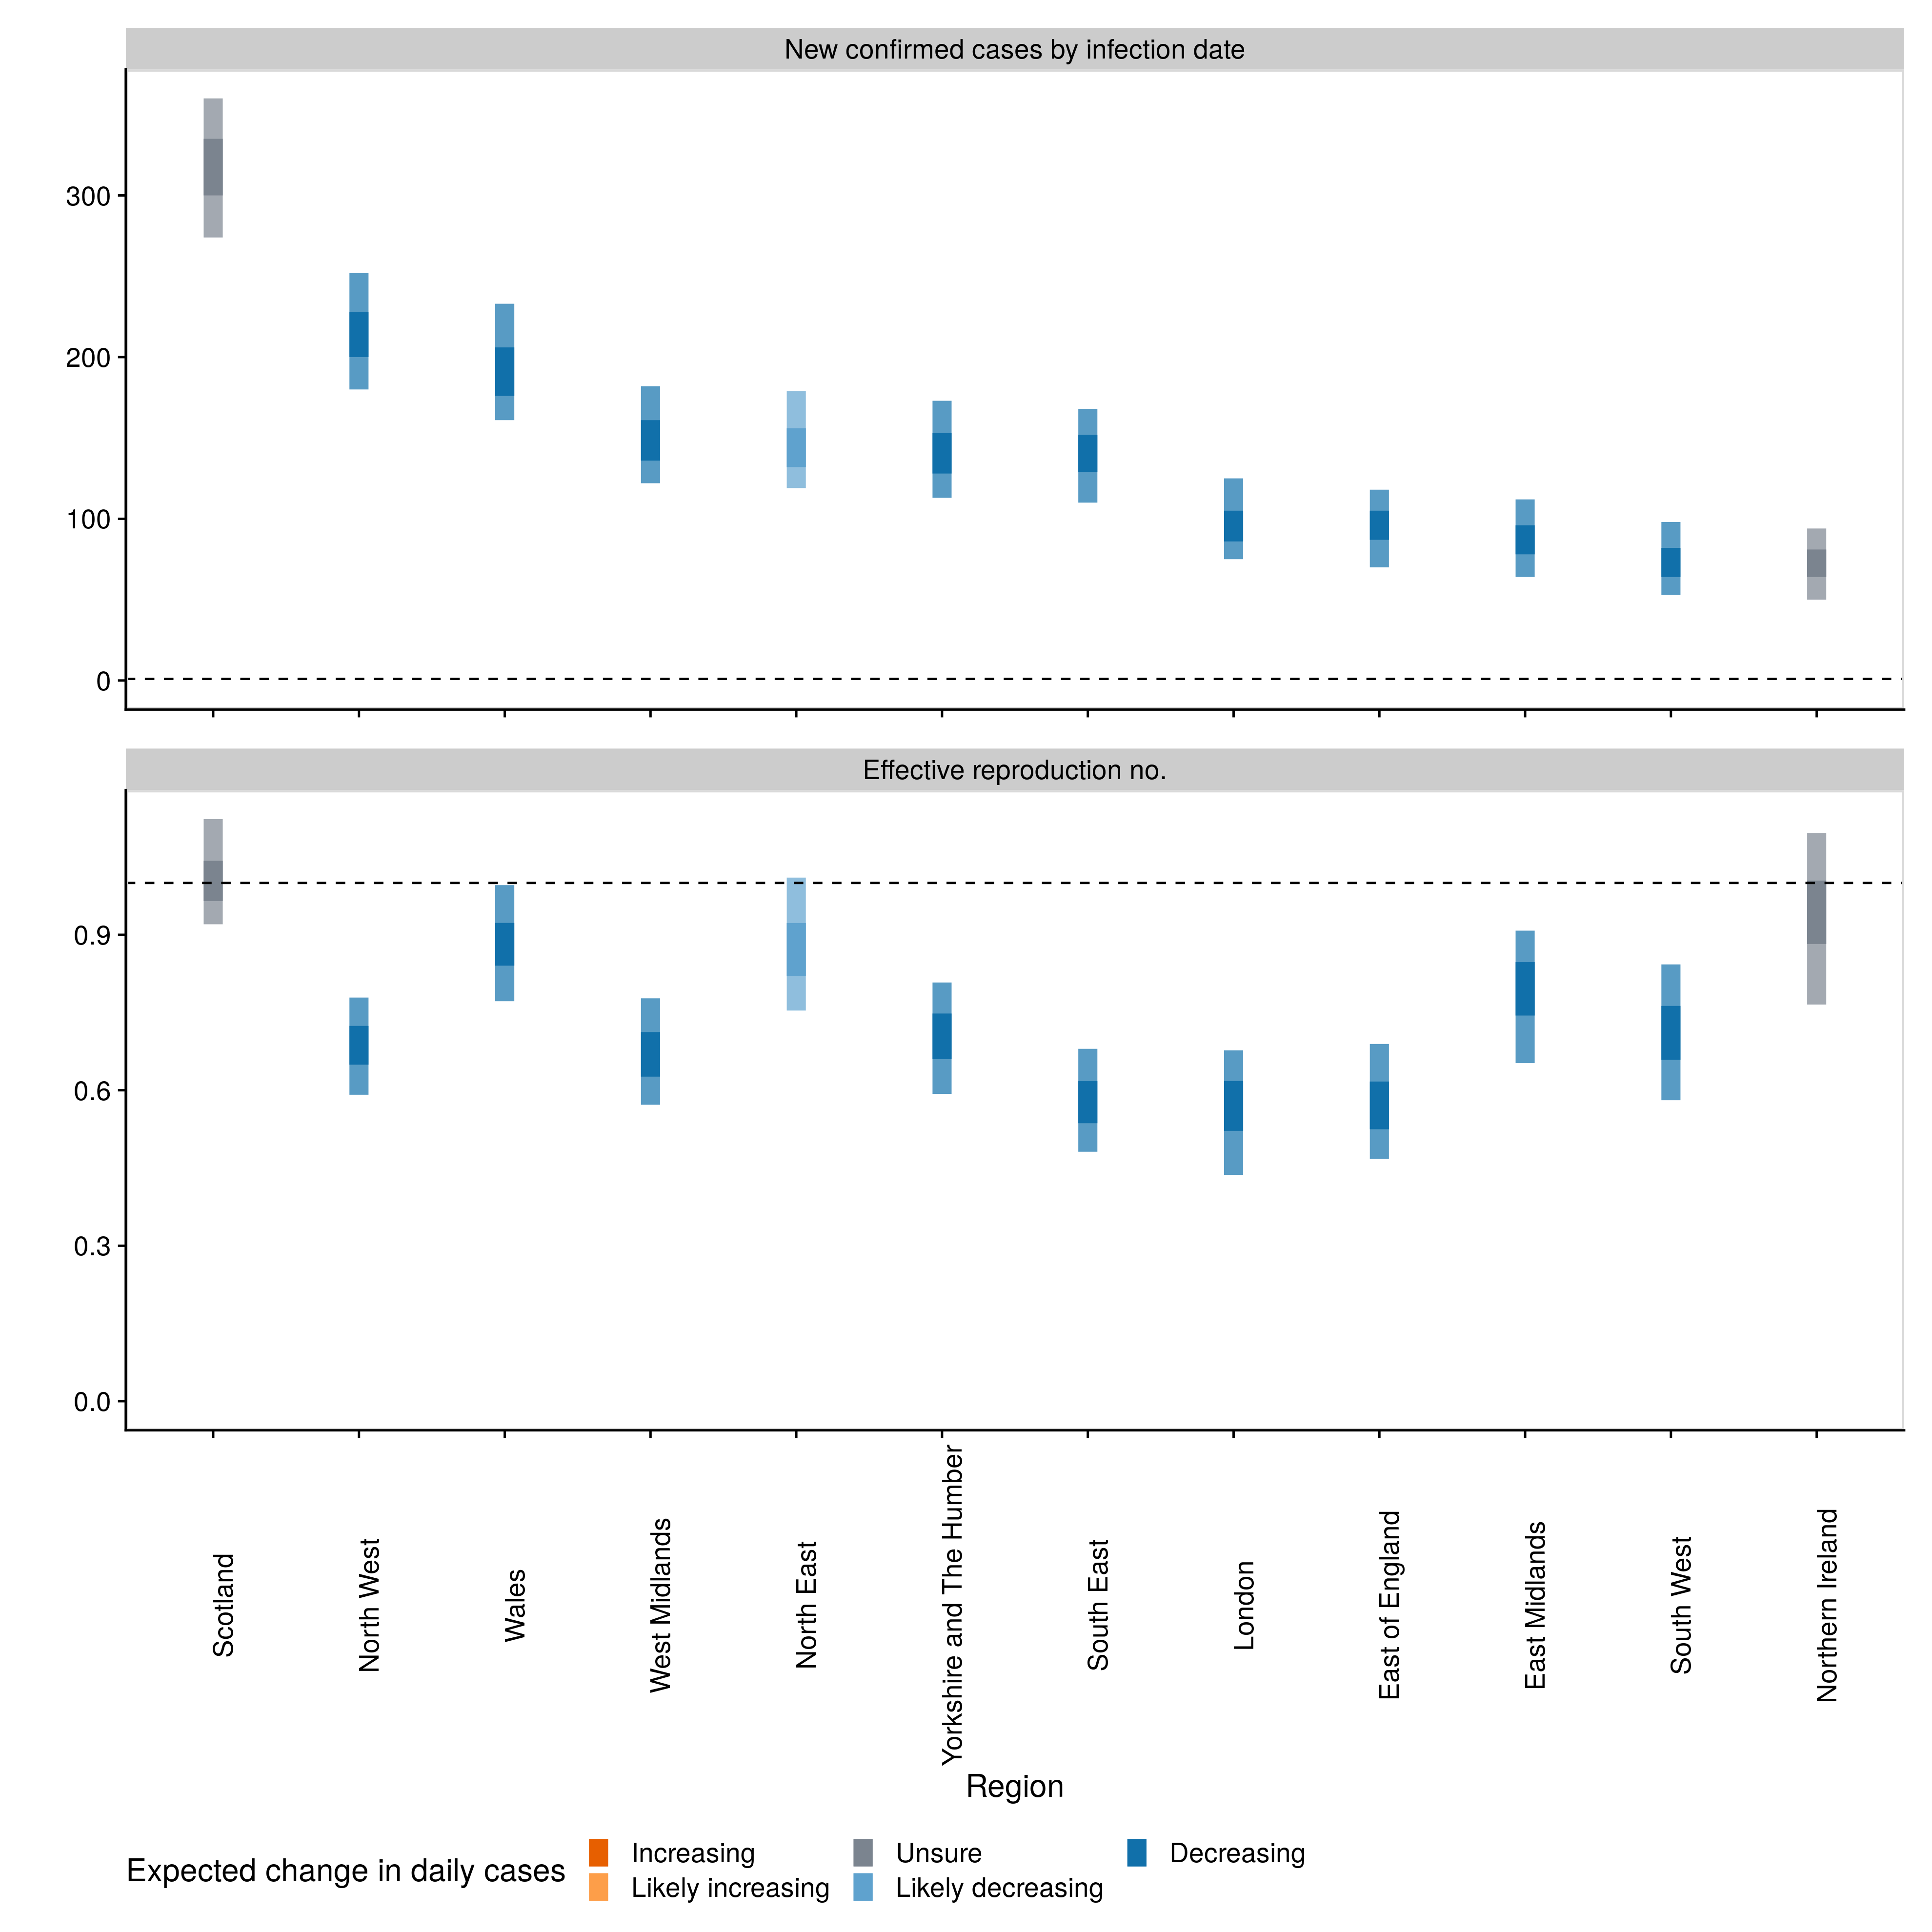 New confirmed cases by infection date
300
200
100
0
Effective reproduction no.
0.9
0.6
0.3
0.0
Scotland
North West
Wales
West Midlands
North East
Yorkshire and The Humber
South East
London
East of England
East Midlands
South West
Northern Ireland
Region
Expected change in daily cases
Increasing
Likely increasing
Unsure
Likely decreasing
Decreasing